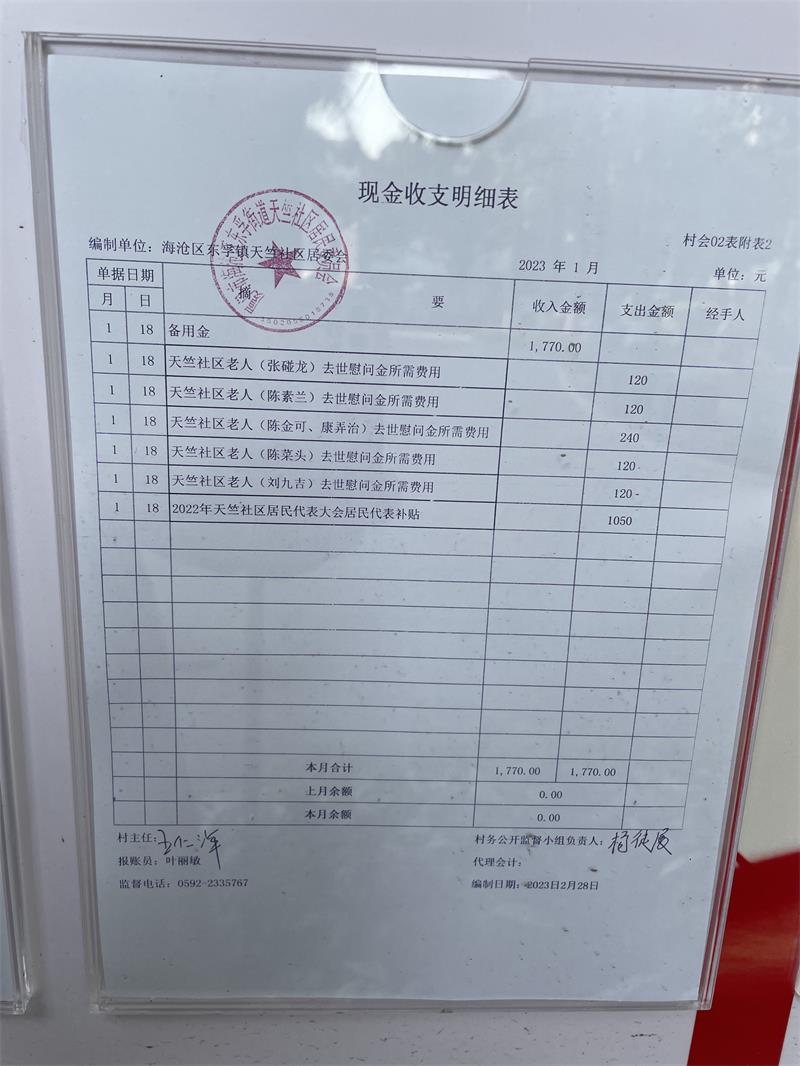 现金收支明细表
村会02表附表2
编制单位：海沧区东孚镇天竺社区居委会 2023 年 1 月 单位：元
单据日期 摘 要 收入金额 支出金额 经手人
月 日
1 18 备用金 1,770.00
1 18 天竺社区老人（张碰龙）去世慰问金所需费用 120
1 18 天竺社区老人（陈素兰）去世慰问金所需费用 120
1 18 天竺社区老人（陈金可、康弄治）去世慰问金所需费用 240
1 18 天竺社区老人（陈菜头）去世慰问金所需费用 120
1 18 天竺社区老人（刘九吉）去世慰问金所需费用 120
1 18 2022年天竺社区居民代表大会居民代表补贴 1050
本月合计 1,770.00 1,770.00
上月余额 0.00
本月余额 0.00
村主任： 村务公开监督小组负责人：
报账员：叶丽敏 代理会计：
监督电话：0592-2335767 编制日期：2023日2月28日